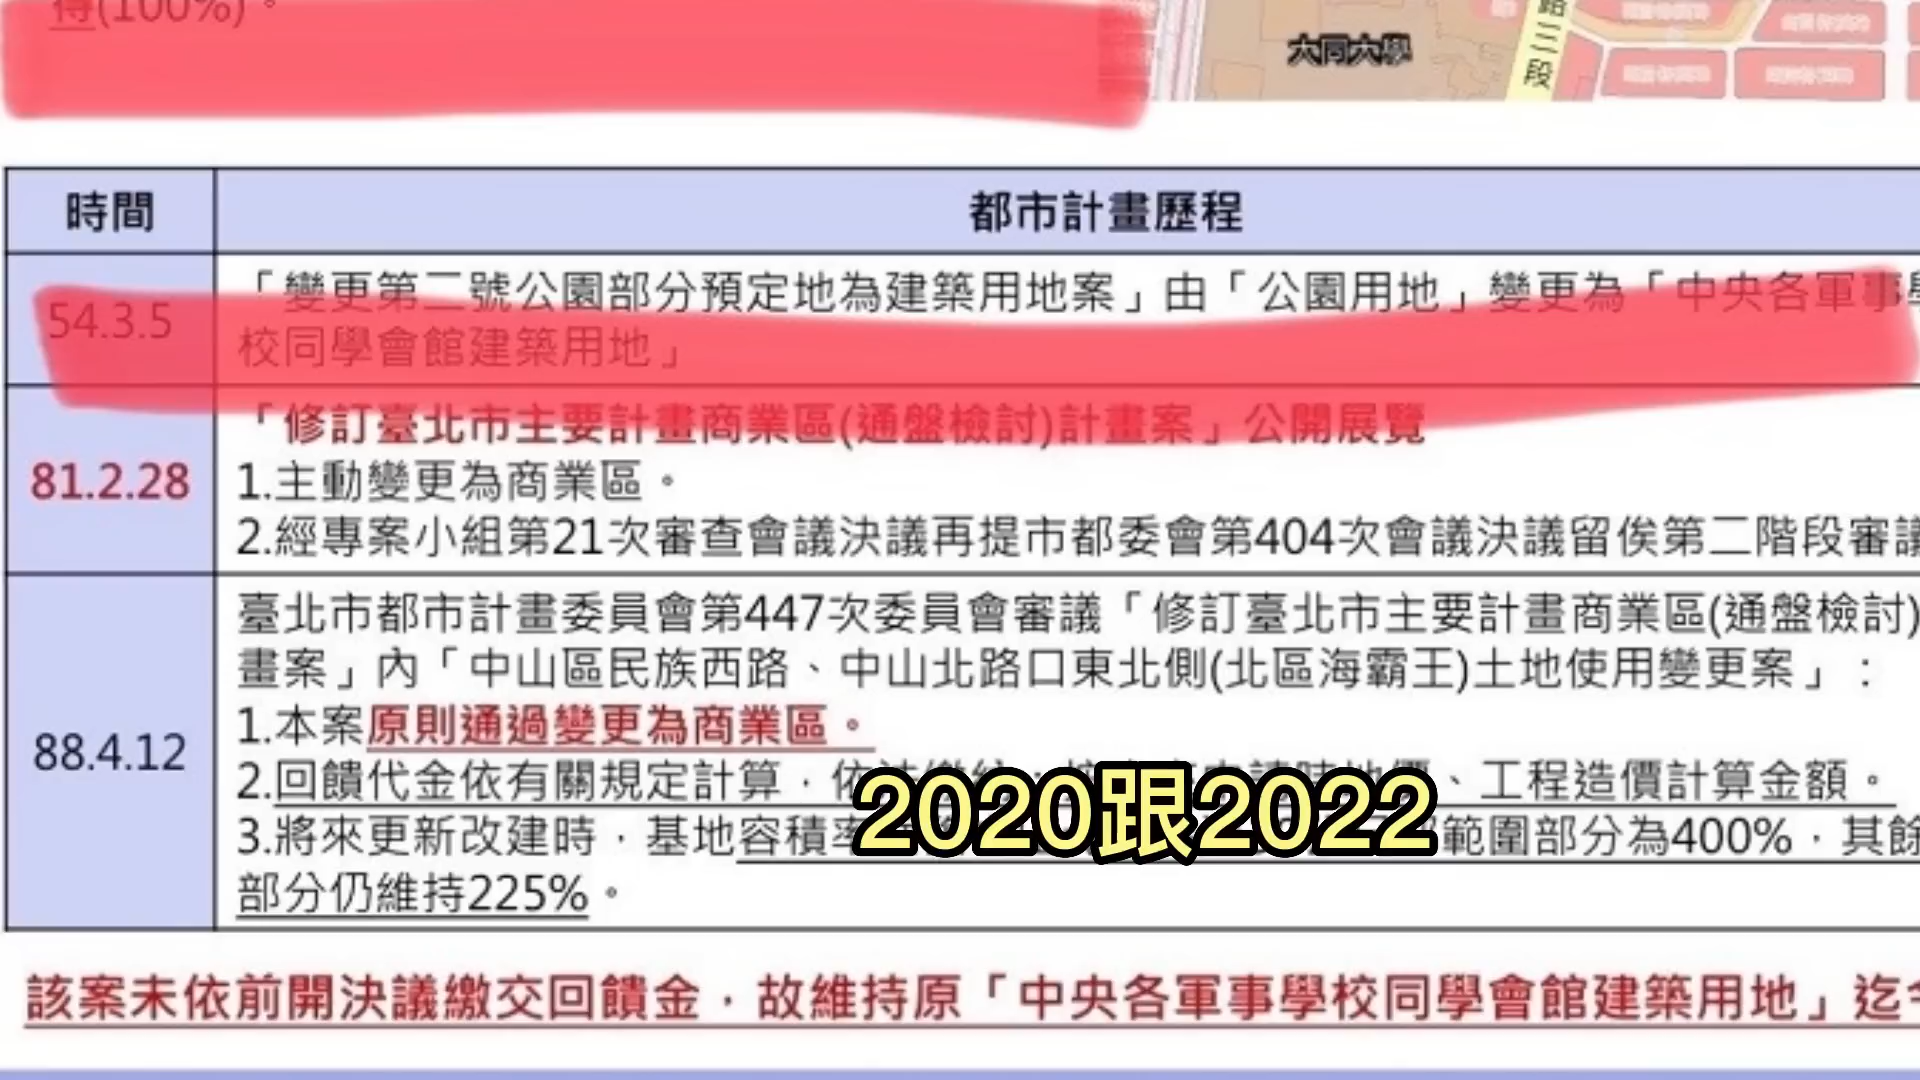 得(100%)。
大同大學
路三段
時間
都市計畫歷程
54.3.5
「變更第二號公園部分預定地為建築用地案」由「公園用地」變更為「中央各軍事學
校同學會館建築用地」
81.2.28
「修訂臺北市主要計畫商業區(通盤檢討)計畫案」公開展覽
1.主動變更為商業區。
2.經專案小組第21次審查會議決議再提市都委會第404次會議決議留俟第二階段審議
88.4.12
臺北市都市計畫委員會第447次委員會審議「修訂臺北市主要計畫商業區(通盤檢討)
畫案」內「中山區民族西路、中山北路口東北側(北區海霸王)土地使用變更案」：
1.本案原則通過變更為商業區。
2.回饋代金依有關規定計算，依 、工程造價計算金額。
3.將來更新改建時，基地容積率 範圍部分為400%，其餘
部分仍維持225%。
2020跟2022
該案未依前開決議繳交回饋金，故維持原「中央各軍事學校同學會館建築用地」迄今